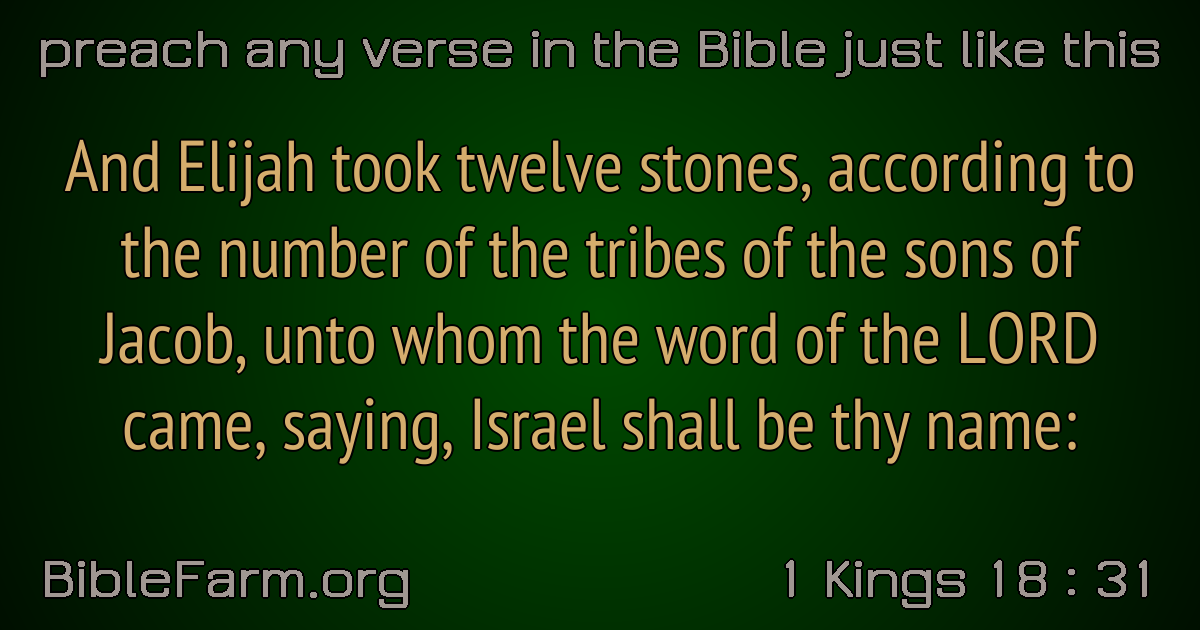 preach any verse in the Bible just like this
And Elijah took twelve stones, according to
the number of the tribes of the sons of
Jacob, unto whom the word of the LORD
came, saying, Israel shall be thy name:
BibleFarm.org
1 Kings 18 : 31